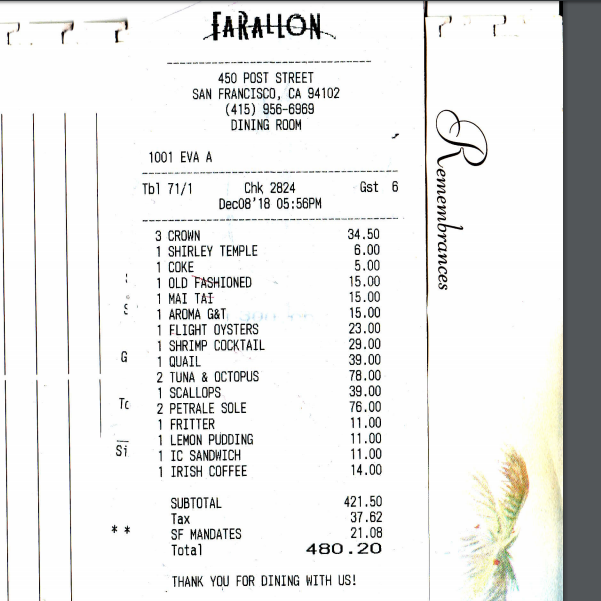 FARALLON
450 POST STREET
SAN FRANCISCO, CA 94102
(415) 956-6969
DINING ROOM
1001 EVA A
Tbl 71/1 Chk 2824 Gst 6
Dec08'18 05:56PM
3 CROWN 34.50
1 SHIRLEY TEMPLE 6.00
1 COKE 5.00
1 OLD FASHIONED 15.00
1 MAI TAI 15.00
1 AROMA G&T 15.00
1 FLIGHT OYSTERS 23.00
1 SHRIMP COCKTAIL 29.00
1 QUAIL 39.00
2 TUNA & OCTOPUS 78.00
1 SCALLOPS 39.00
2 PETRALE SOLE 76.00
1 FRITTER 11.00
1 LEMON PUDDING 11.00
1 IC SANDWICH 11.00
1 IRISH COFFEE 14.00
SUBTOTAL 421.50
Tax 37.62
SF MANDATES 21.08
Total 480.20
THANK YOU FOR DINING WITH US!
S
G
To
Si
* *
Remembrances